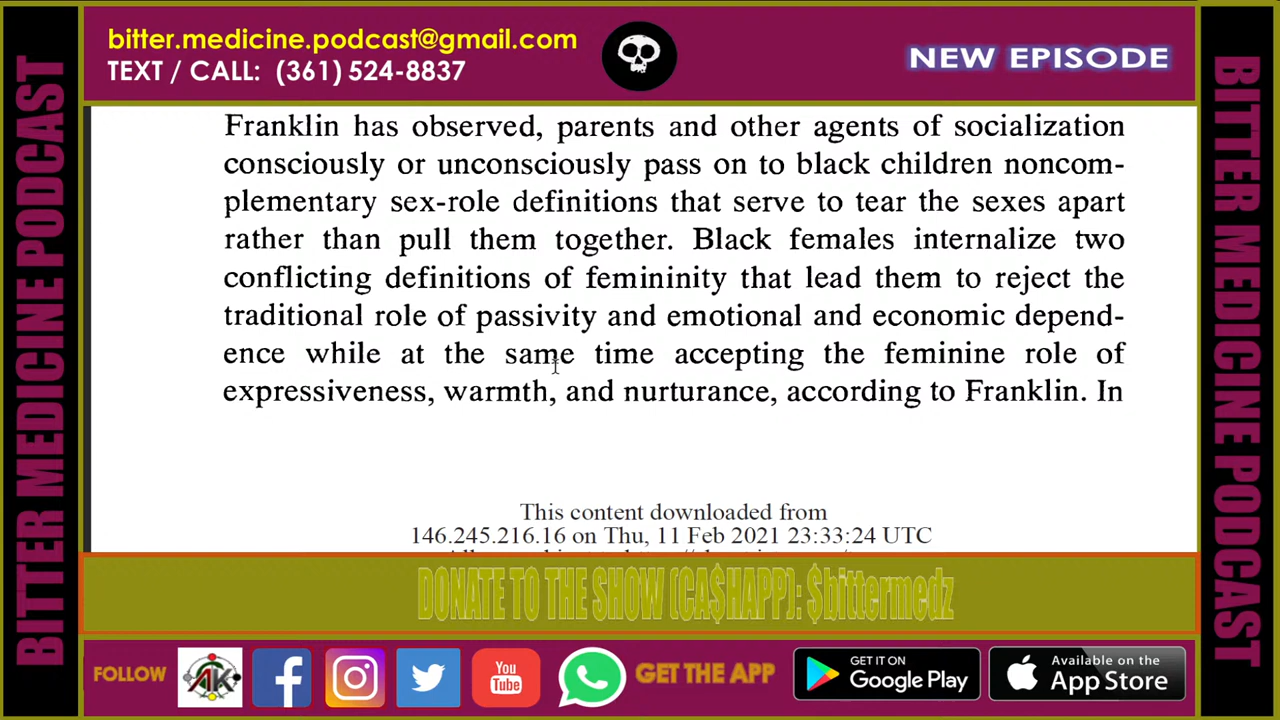 bitter.medicine.podcast@gmail.com
TEXT / CALL: (361) 524-8837
NEW EPISODE
BITTER MEDICINE PODCAST
Franklin has observed, parents and other agents of socialization
consciously or unconsciously pass on to black children noncom-
plementary sex-role definitions that serve to tear the sexes apart
rather than pull them together. Black females internalize two
conflicting definitions of femininity that lead them to reject the
traditional role of passivity and emotional and economic depend-
ence while at the same time accepting the feminine role of
expressiveness, warmth, and nurturance, according to Franklin. In
This content downloaded from
146.245.216.16 on Thu, 11 Feb 2021 23:33:24 UTC
BITTER MEDICINE PODCAST
DONATE TO THE SHOW (CA$HAPP): $bittermedz
FOLLOW
You
Tube
GET THE APP
GET IT ON
Google Play
Available on the
App Store